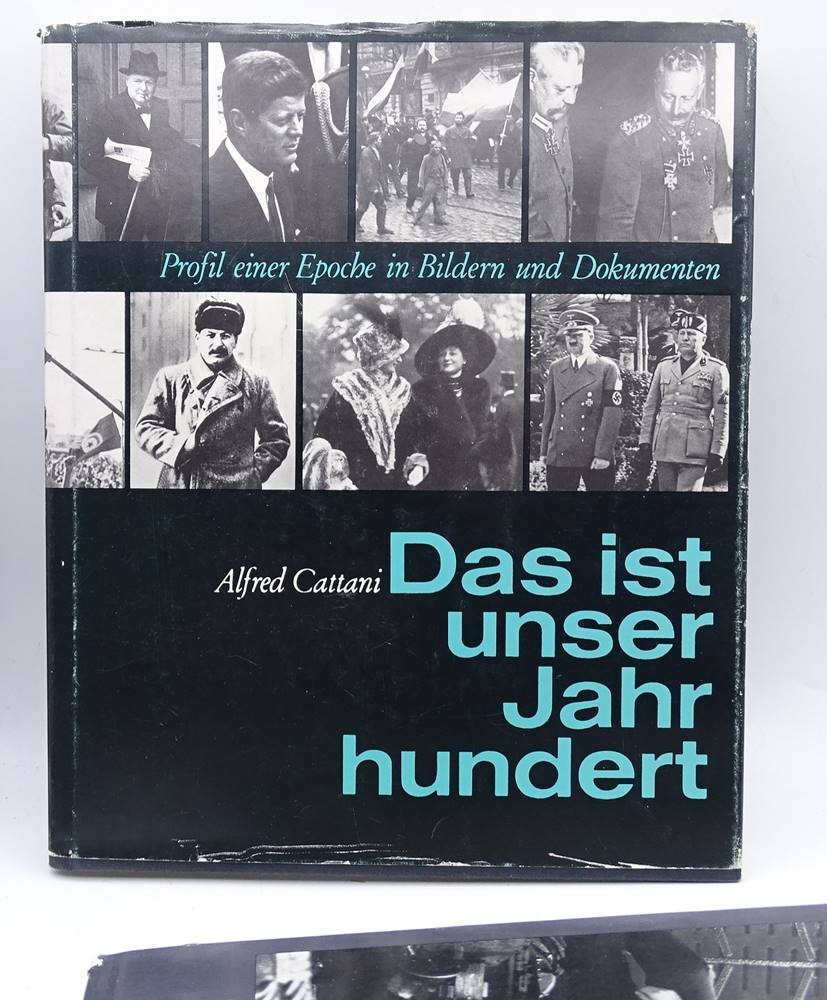 Profil einer Epoche in Bildern und Dokumenten
Alfred Cattani Das ist
unser
Jahr
hundert